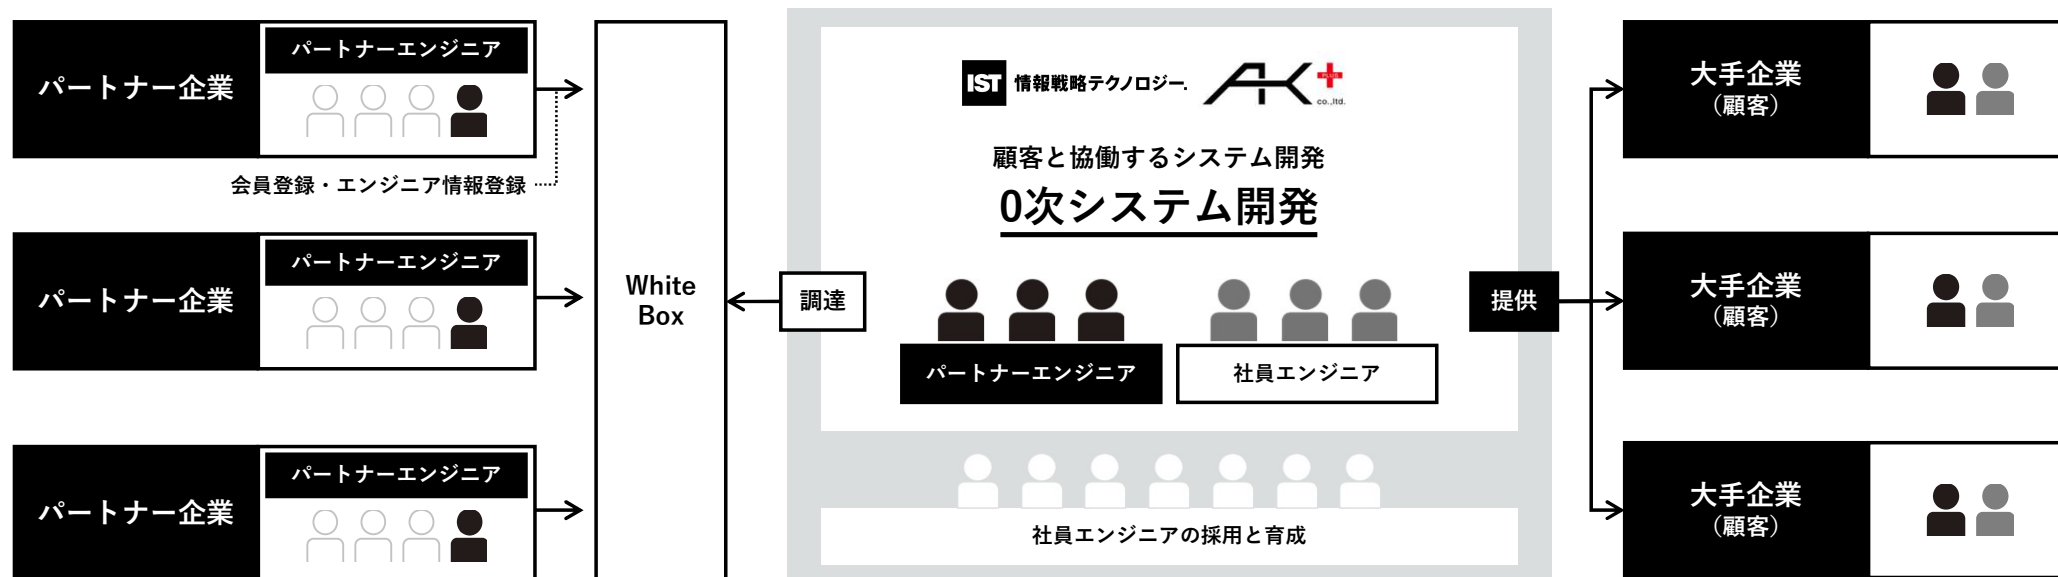 パートナー企業
パートナーエンジニア
会員登録・エンジニア情報登録
パートナー企業
パートナーエンジニア
パートナー企業
パートナーエンジニア
White
Box
調達
IST 情報戦略テクノロジー.
AK PLUS
co.,ltd.
顧客と協働するシステム開発
0次システム開発
パートナーエンジニア
社員エンジニア
社員エンジニアの採用と育成
提供
大手企業
（顧客）
大手企業
（顧客）
大手企業
（顧客）